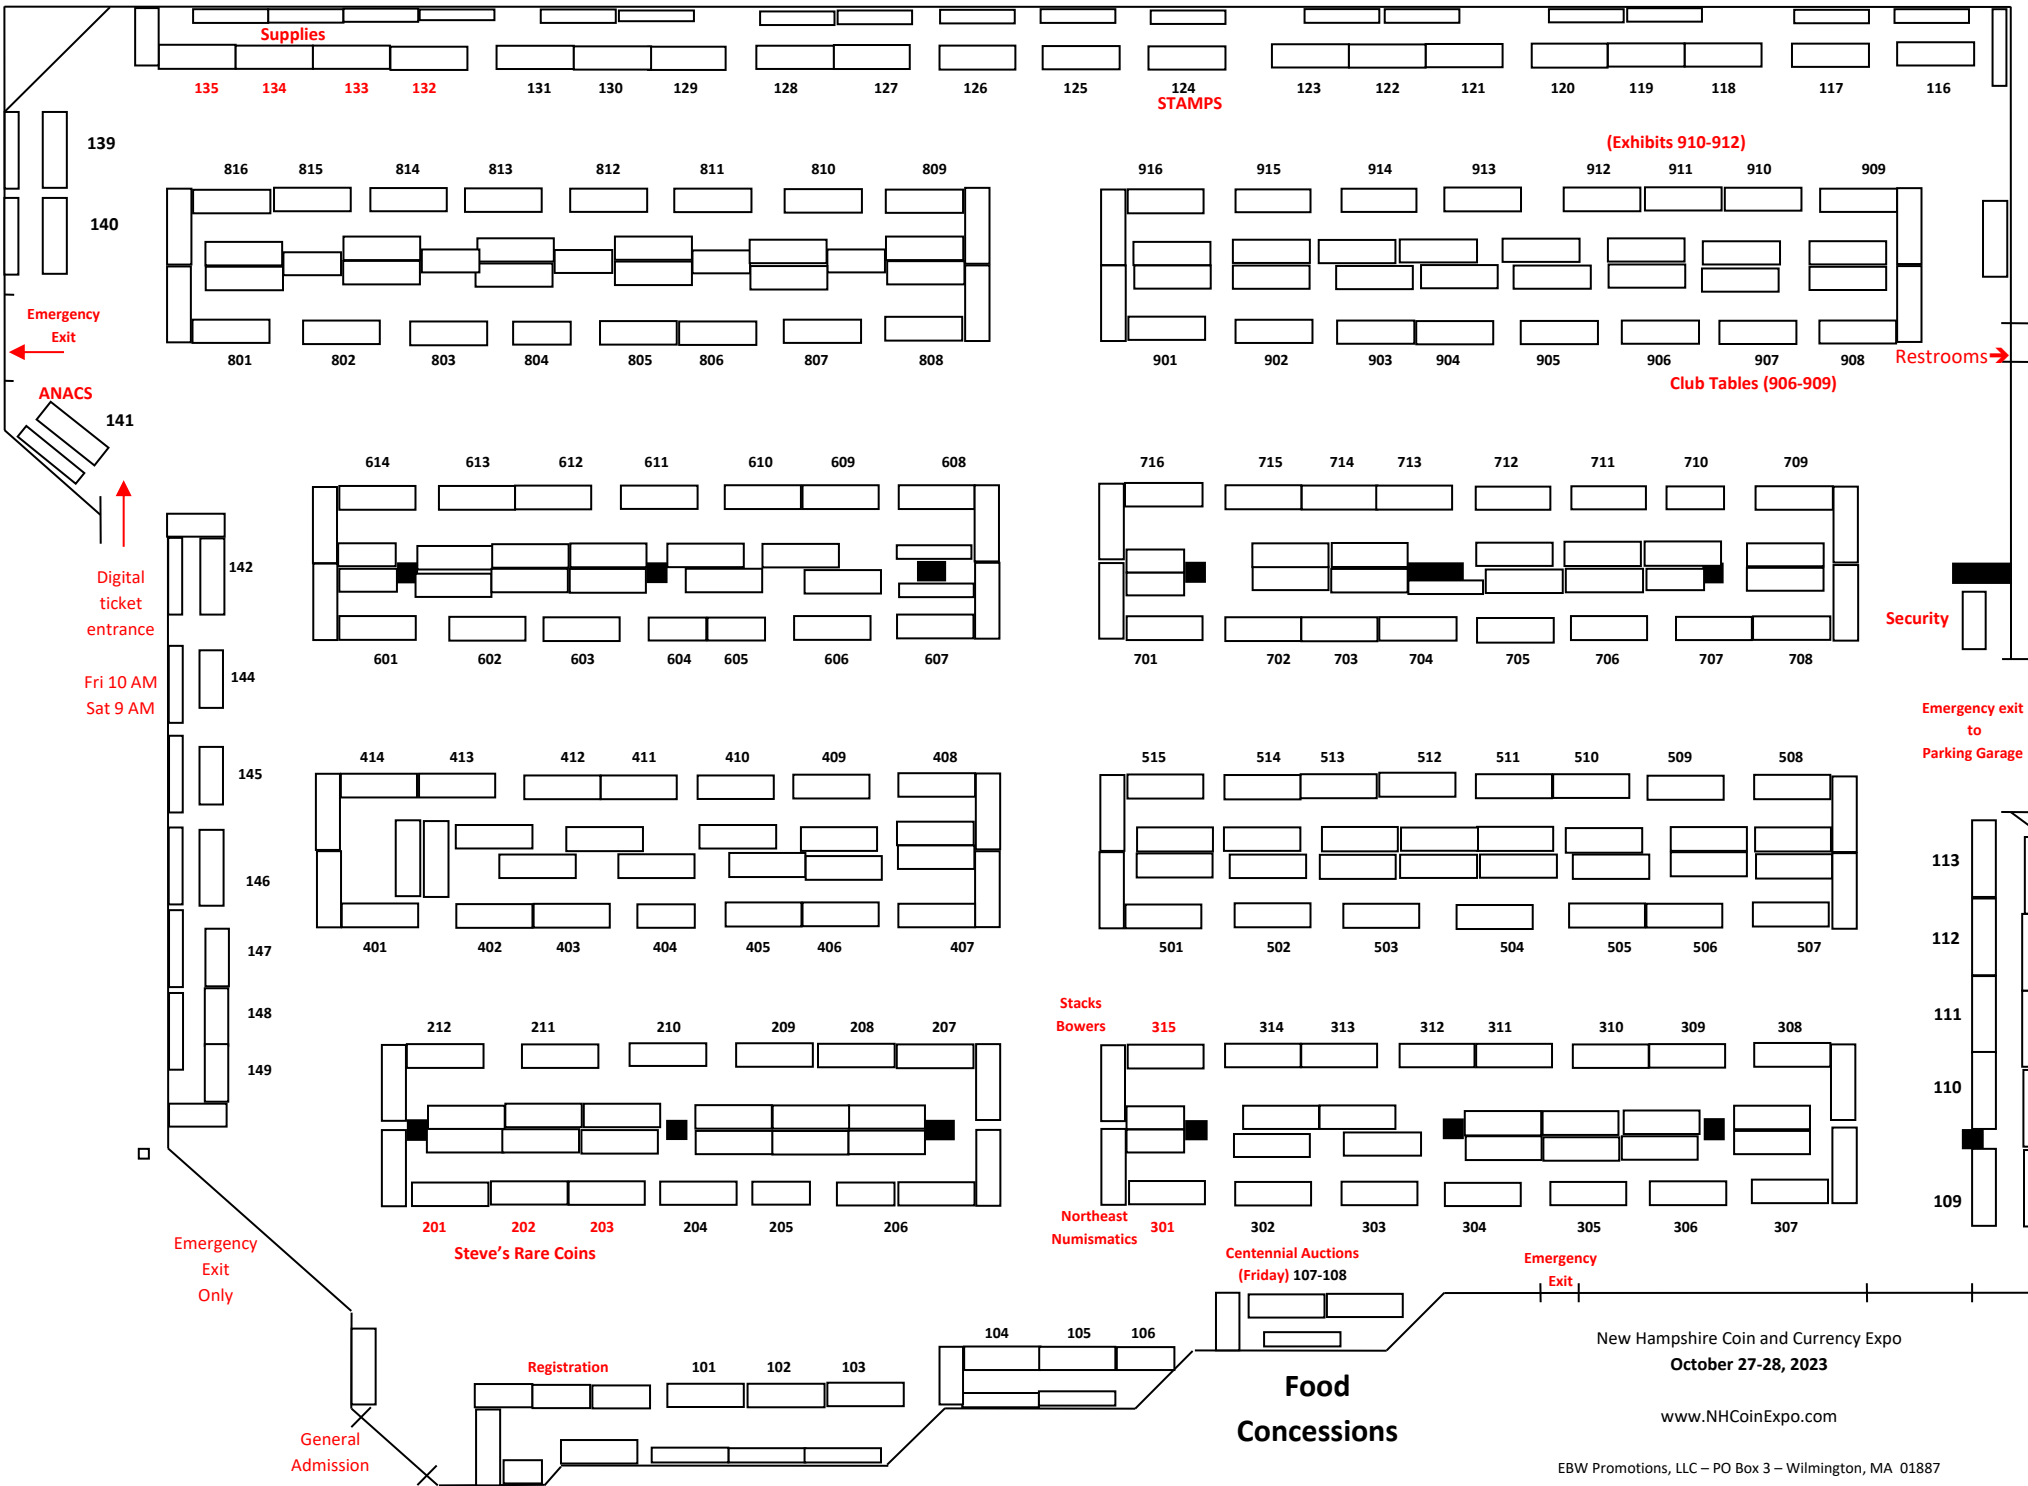 Supplies
135 134 133 132 131 130 129 128 127 126 125 124 123 122 121 120 119 118 117 116
STAMPS
139
(Exhibits 910-912)
816 815 814 813 812 811 810 809 916 915 914 913 912 911 910 909
140
Emergency
Exit
801 802 803 804 805 806 807 808 901 902 903 904 905 906 907 908
Restrooms➔
Club Tables (906-909)
ANACS
141
614 613 612 611 610 609 608 716 715 714 713 712 711 710 709
142
Digital
ticket
entrance
Security
601 602 603 604 605 606 607 701 702 703 704 705 706 707 708
144
Fri 10 AM
Sat 9 AM
Emergency exit
to
Parking Garage
414 413 412 411 410 409 408 515 514 513 512 511 510 509 508
145
146
113
401 402 403 404 405 406 407 501 502 503 504 505 506 507
112
147
148
Stacks
Bowers
111
212 211 210 209 208 207 315 314 313 312 311 310 309 308
149
110
109
201 202 203 204 205 206
Northeast
Numismatics
301 302 303 304 305 306 307
Steve’s Rare Coins
Emergency
Exit
Only
Centennial Auctions
(Friday) 107-108
Emergency
Exit
104 105 106
Registration
101 102 103
General
Admission
Food
Concessions
New Hampshire Coin and Currency Expo
October 27-28, 2023
www.NHCoinExpo.com
EBW Promotions, LLC – PO Box 3 – Wilmington, MA 01887